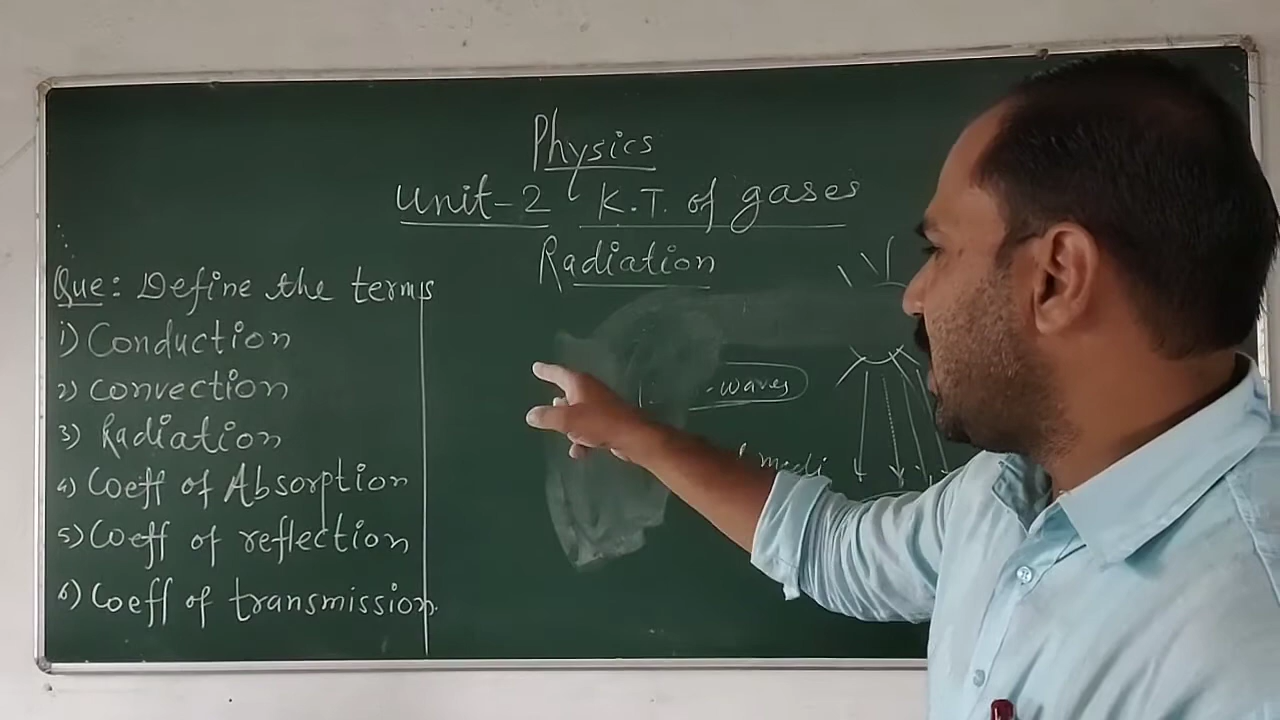 Physics
Unit-2 K.T. of gases
Radiation
Que: Define the terms
1) Conduction
2) Convection
3) Radiation
4) Coeff of Absorption
5) Coeff of reflection
6) Coeff of transmission.
-waves